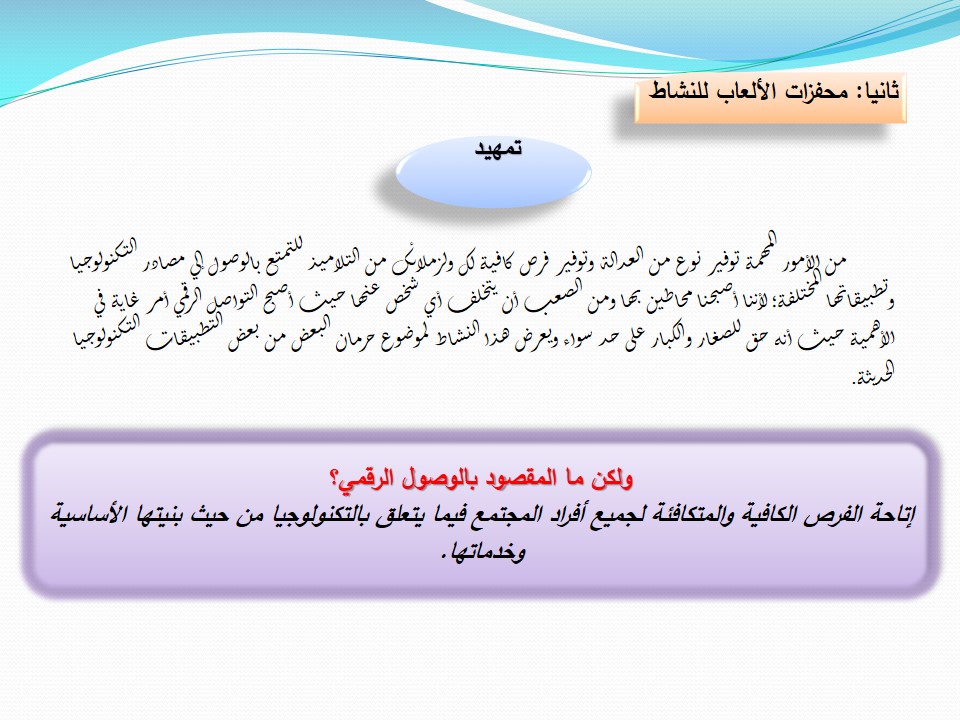 ثانيا: محفزات الألعاب للنشاط
تمهيد
من الأمور المهمة توفير نوع من العدالة وتوفير فرص كافية لك ولزملائك من التلاميذ للتمتع بالوصول إلي مصادر التكنولوجيا
وتطبيقاتها المختلفة؛ لأننا أصبحنا محاطين بها ومن الصعب أن يتخلف أي شخص عنها حيث أصبح التواصل الرقمي أمر غاية في
الأهمية حيث أنه حق للصغار والكبار على حد سواء ويعرض هذا النشاط لموضوع حرمان البعض من بعض التطبيقات التكنولوجيا
الحديثة.
ولكن ما المقصود بالوصول الرقمي؟
إتاحة الفرص الكافية والمتكافئة لجميع أفراد المجتمع فيما يتعلق بالتكنولوجيا من حيث بنيتها الأساسية
وخدماتها.